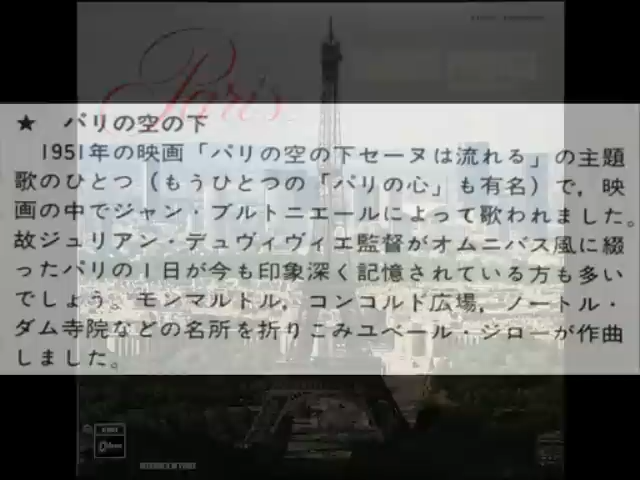 Paris
★ パリの空の下
1951年の映画「パリの空の下セーヌは流れる」の主題
歌のひとつ(もうひとつの「パリの心」も有名)で,映
画の中でジャン・ブルトニエールによって歌われました。
故ジュリアン・デュヴィヴィエ監督がオムニバス風に綴
ったパリの1日が今も印象深く記憶されている方も多い
でしょう。モンマルトル,コンコルド広場,ノートル・
ダム寺院などの名所を折りこみユベール・ジローが作曲
しました。